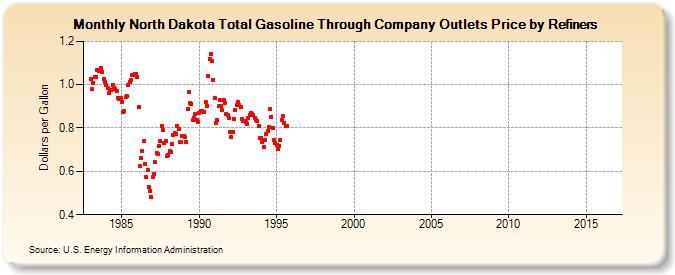 Monthly North Dakota Total Gasoline Through Company Outlets Price by Refiners
Dollars per Gallon
1.2
1.0
0.8
0.6
0.4
1985 1990 1995 2000 2005 2010 2015
Source: U.S. Energy Information Administration